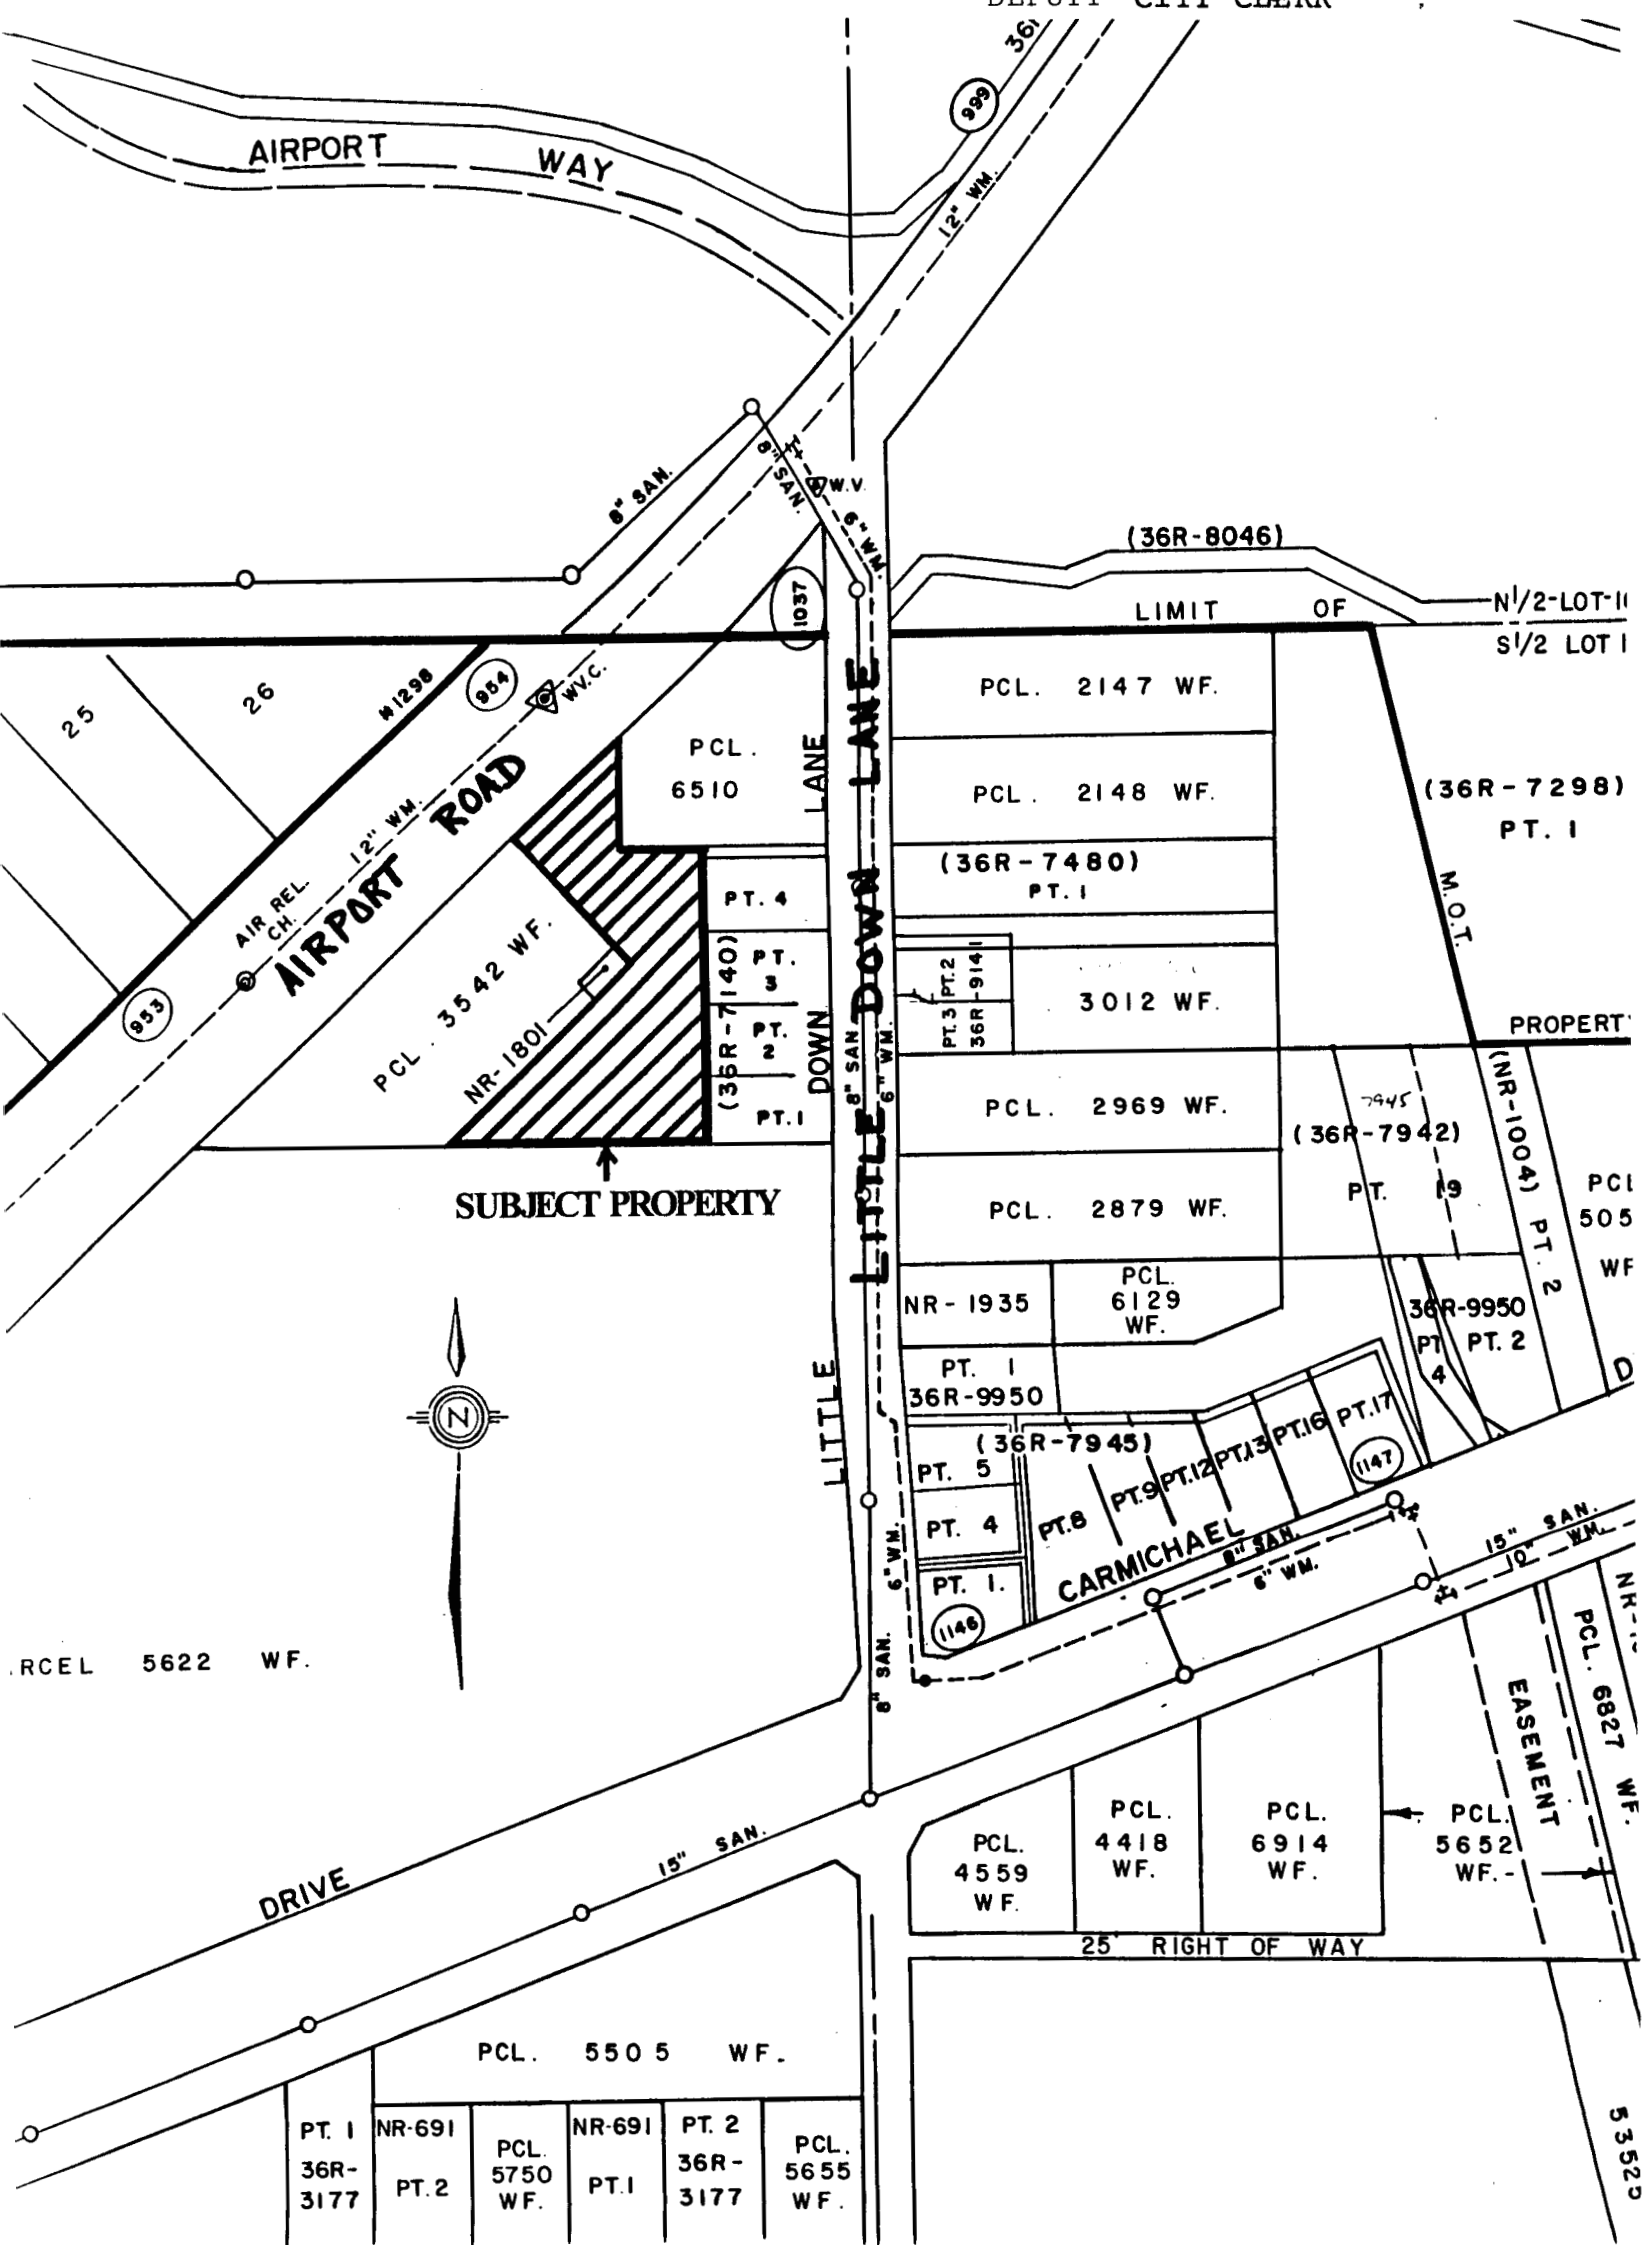 CITY CLERK
AIRPORT WAY
999
12" WM.
8" SAN.
8" SAN.
W.V.
6" WM.
(36R-8046)
1037
LIMIT OF
N1/2-LOT-
S1/2 LOT
25
26
#1298
954
WV.C.
PCL. 2147 WF.
PCL.
6510
LANE
LITTLE DOWN LANE
PCL. 2148 WF.
(36R-7298)
PT. 1
AIRPORT ROAD
12" WM.
AIR REL.
CH.
953
PCL. 3542 WF.
NR-1801
PT. 4
(36R-7480)
PT. 1
M.O.T.
(36R-7140)
PT.
3
PT.
2
PT. 1
DOWN
8" SAN
6" WM.
PT.3 PT.2
36R-9141
3012 WF.
PROPERT
PCL. 2969 WF.
7945
(36R-7942)
PT. 19
(NR-1004) PT. 2
SUBJECT PROPERTY
PCL. 2879 WF.
505
WF
NR-1935
PCL.
6129
WF.
36R-9950
PT. 2
PT
4
D
N
LITTLE
PT. 1
36R-9950
(36R-7945)
PT. 5
PT. 4
PT. 1.
1146
PT.8
PT.9
PT.12
PT.13
PT.16
PT.17
1147
CARMICHAEL
8" SAN.
6" WM.
15" SAN.
10" WM.
6" WM.
8" SAN.
RCEL 5622 WF.
EASEMENT
PCL. 6827 WF.
DRIVE
15" SAN.
PCL.
4559
WF.
PCL.
4418
WF.
PCL.
6914
WF.
PCL.
5652
WF.-
25' RIGHT OF WAY
PCL. 5505 WF.
PT. 1
36R-
3177
NR-691
PT.2
PCL.
5750
WF.
NR-691
PT.1
PT. 2
36R-
3177
PCL.
5655
WF.